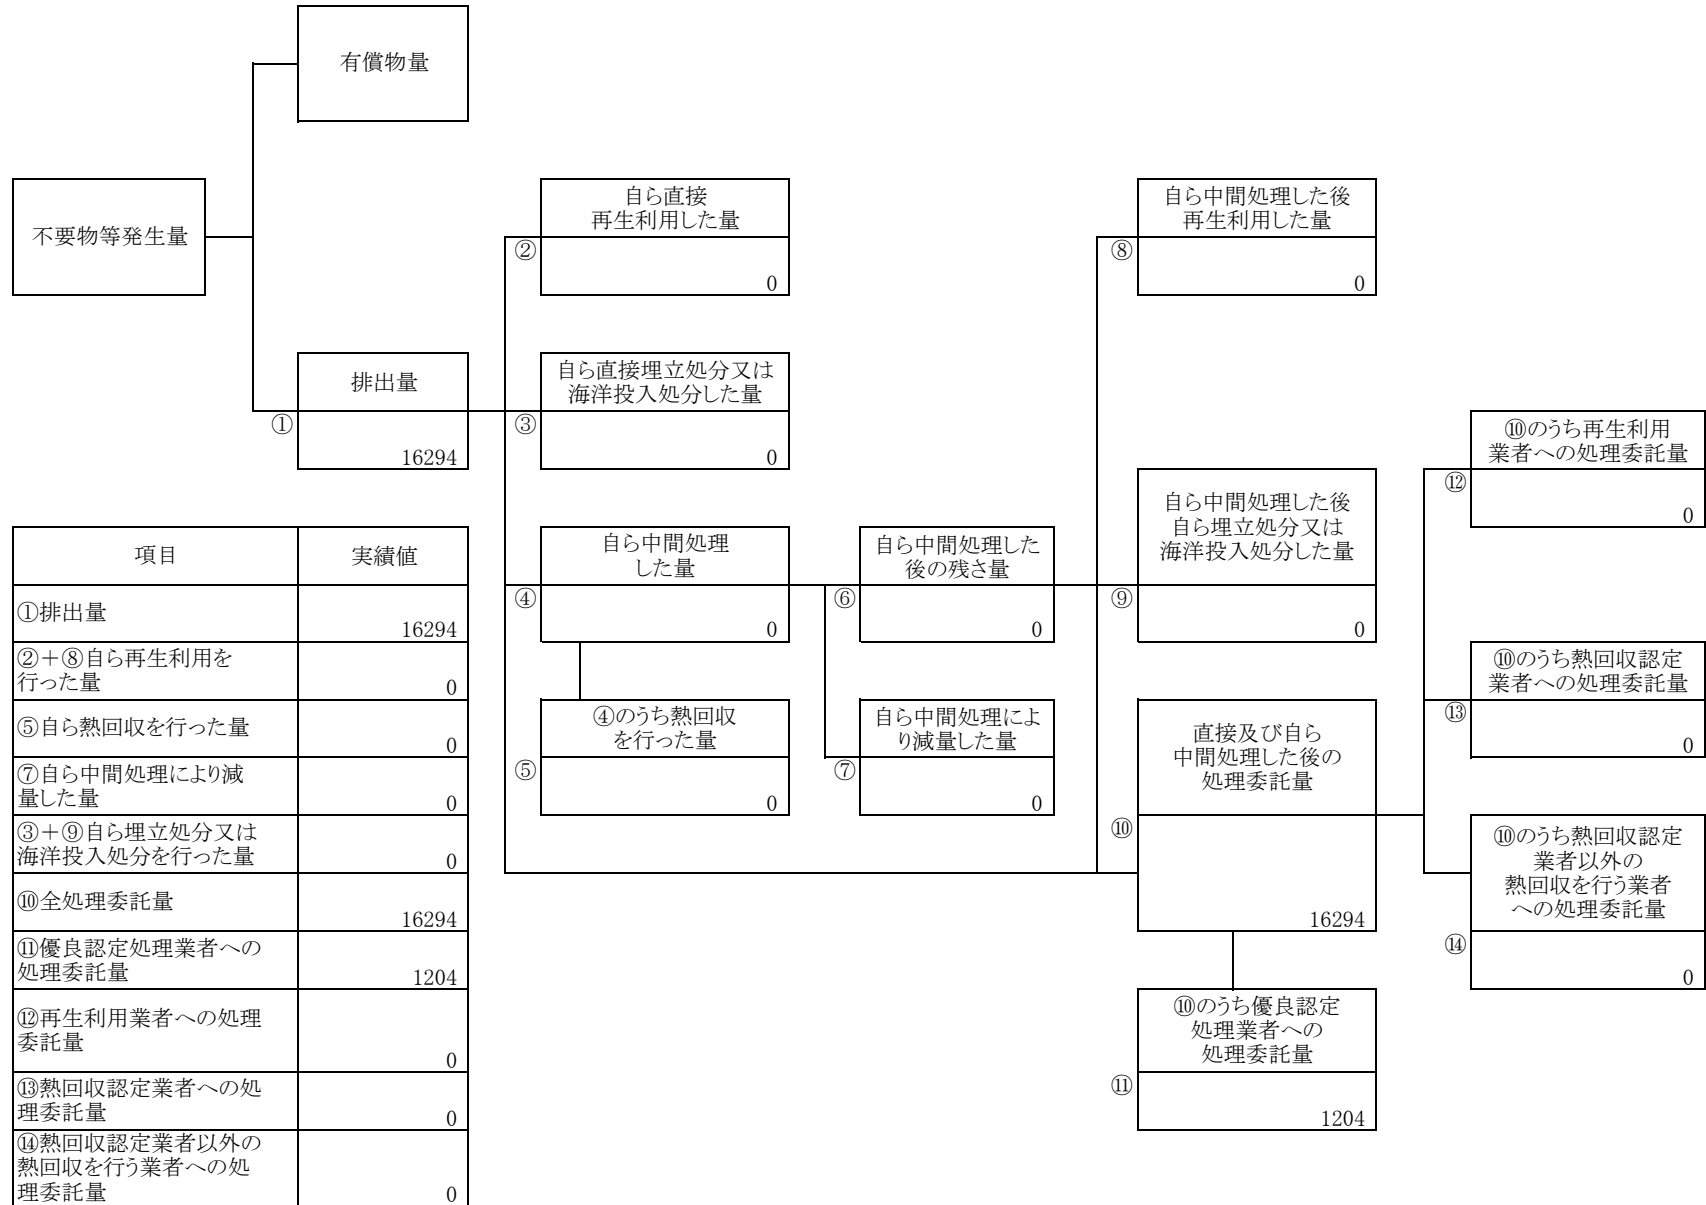 有償物量
不要物等発生量
自ら直接
再生利用した量
②
0
自ら中間処理した後
再生利用した量
⑧
0
排出量
①
16294
自ら直接埋立処分又は
海洋投入処分した量
③
0
⑩のうち再生利用
業者への処理委託量
⑫
0
自ら中間処理した後
自ら埋立処分又は
海洋投入処分した量
⑨
0
自ら中間処理
した量
④
0
自ら中間処理した
後の残さ量
⑥
0
⑩のうち熱回収認定
業者への処理委託量
⑬
0
④のうち熱回収
を行った量
⑤
0
自ら中間処理によ
り減量した量
⑦
0
直接及び自ら
中間処理した後の
処理委託量
⑩
16294
⑩のうち熱回収認定
業者以外の
熱回収を行う業者
への処理委託量
⑭
0
⑩のうち優良認定
処理業者への
処理委託量
⑪
1204
項目 実績値
①排出量
16294
②＋⑧自ら再生利用を
行った量
0
⑤自ら熱回収を行った量
0
⑦自ら中間処理により減
量した量
0
③＋⑨自ら埋立処分又は
海洋投入処分を行った量
0
⑩全処理委託量
16294
⑪優良認定処理業者への
処理委託量
1204
⑫再生利用業者への処理
委託量
0
⑬熱回収認定業者への処
理委託量
0
⑭熱回収認定業者以外の
熱回収を行う業者への処
理委託量
0